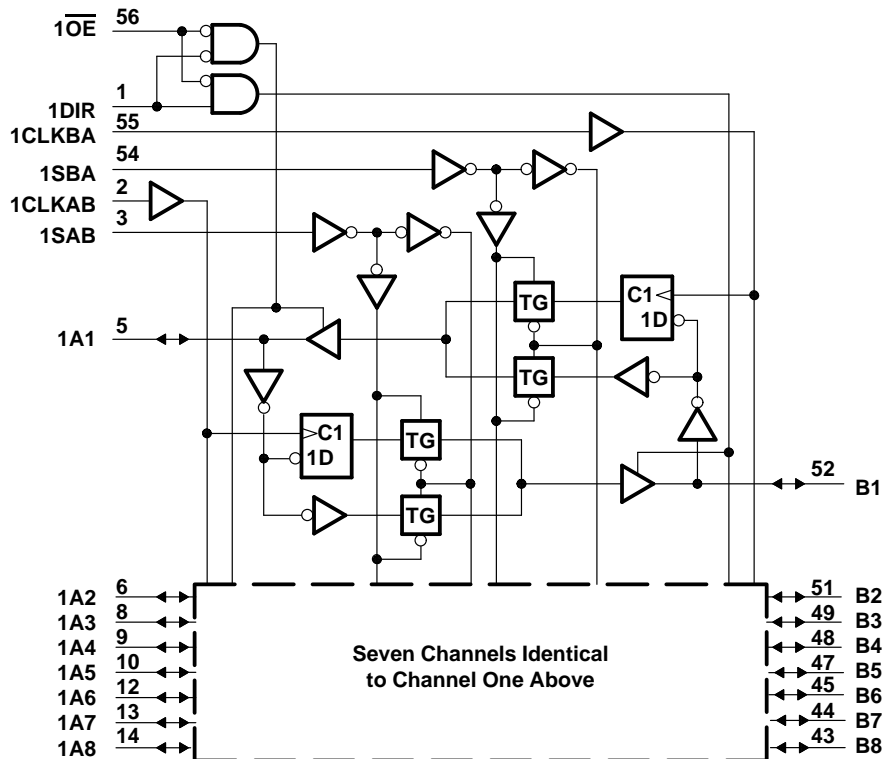 1O̅E̅ 56
1DIR 1
1CLKBA 55
1SBA 54
1CLKAB 2
1SAB 3
TG
C1
1D
1A1 5
TG
C1
1D
TG
TG
52 B1
1A2 6
1A3 8
1A4 9
1A5 10
1A6 12
1A7 13
1A8 14
Seven Channels Identical
to Channel One Above
51 B2
49 B3
48 B4
47 B5
45 B6
44 B7
43 B8